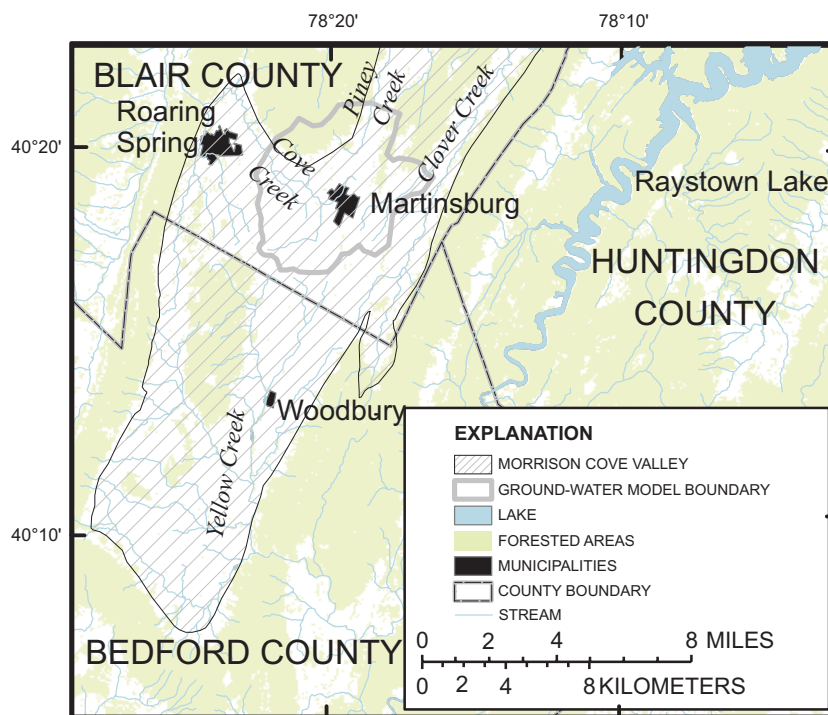 78°20'
78°10'
BLAIR COUNTY
Roaring
Spring
Piney
Creek
Clover Creek
40°20'
Cove
Creek
Martinsburg
Raystown Lake
HUNTINGDON
COUNTY
Woodbury
Yellow Creek
40°10'
BEDFORD COUNTY
EXPLANATION
MORRISON COVE VALLEY
GROUND-WATER MODEL BOUNDARY
LAKE
FORESTED AREAS
MUNICIPALITIES
COUNTY BOUNDARY
STREAM
0 2 4 8 MILES
0 2 4 8 KILOMETERS